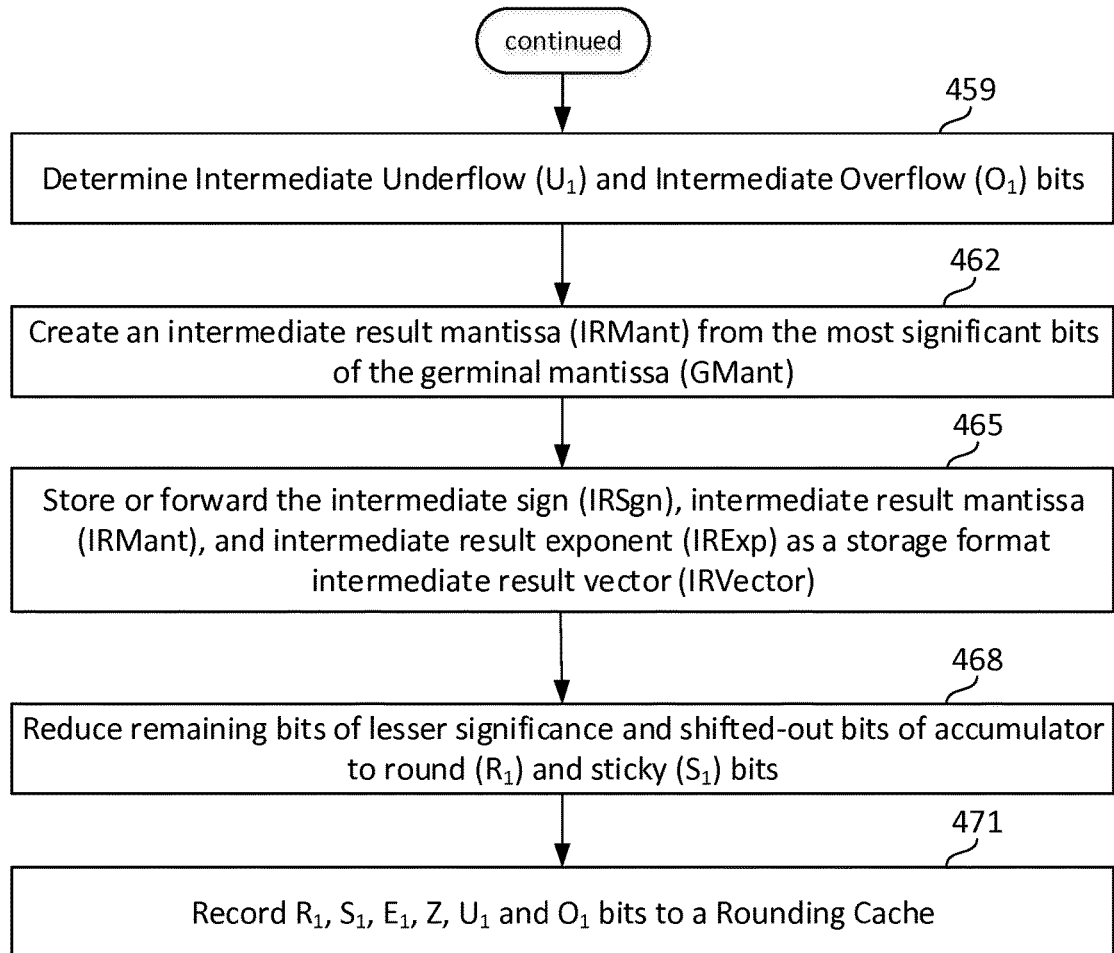 continued
459
Determine Intermediate Underflow (U₁) and Intermediate Overflow (O₁) bits
462
Create an intermediate result mantissa (IRMant) from the most significant bits
of the germinal mantissa (GMant)
465
Store or forward the intermediate sign (IRSgn), intermediate result mantissa
(IRMant), and intermediate result exponent (IRExp) as a storage format
intermediate result vector (IRVector)
468
Reduce remaining bits of lesser significance and shifted-out bits of accumulator
to round (R₁) and sticky (S₁) bits
471
Record R₁, S₁, E₁, Z, U₁ and O₁ bits to a Rounding Cache